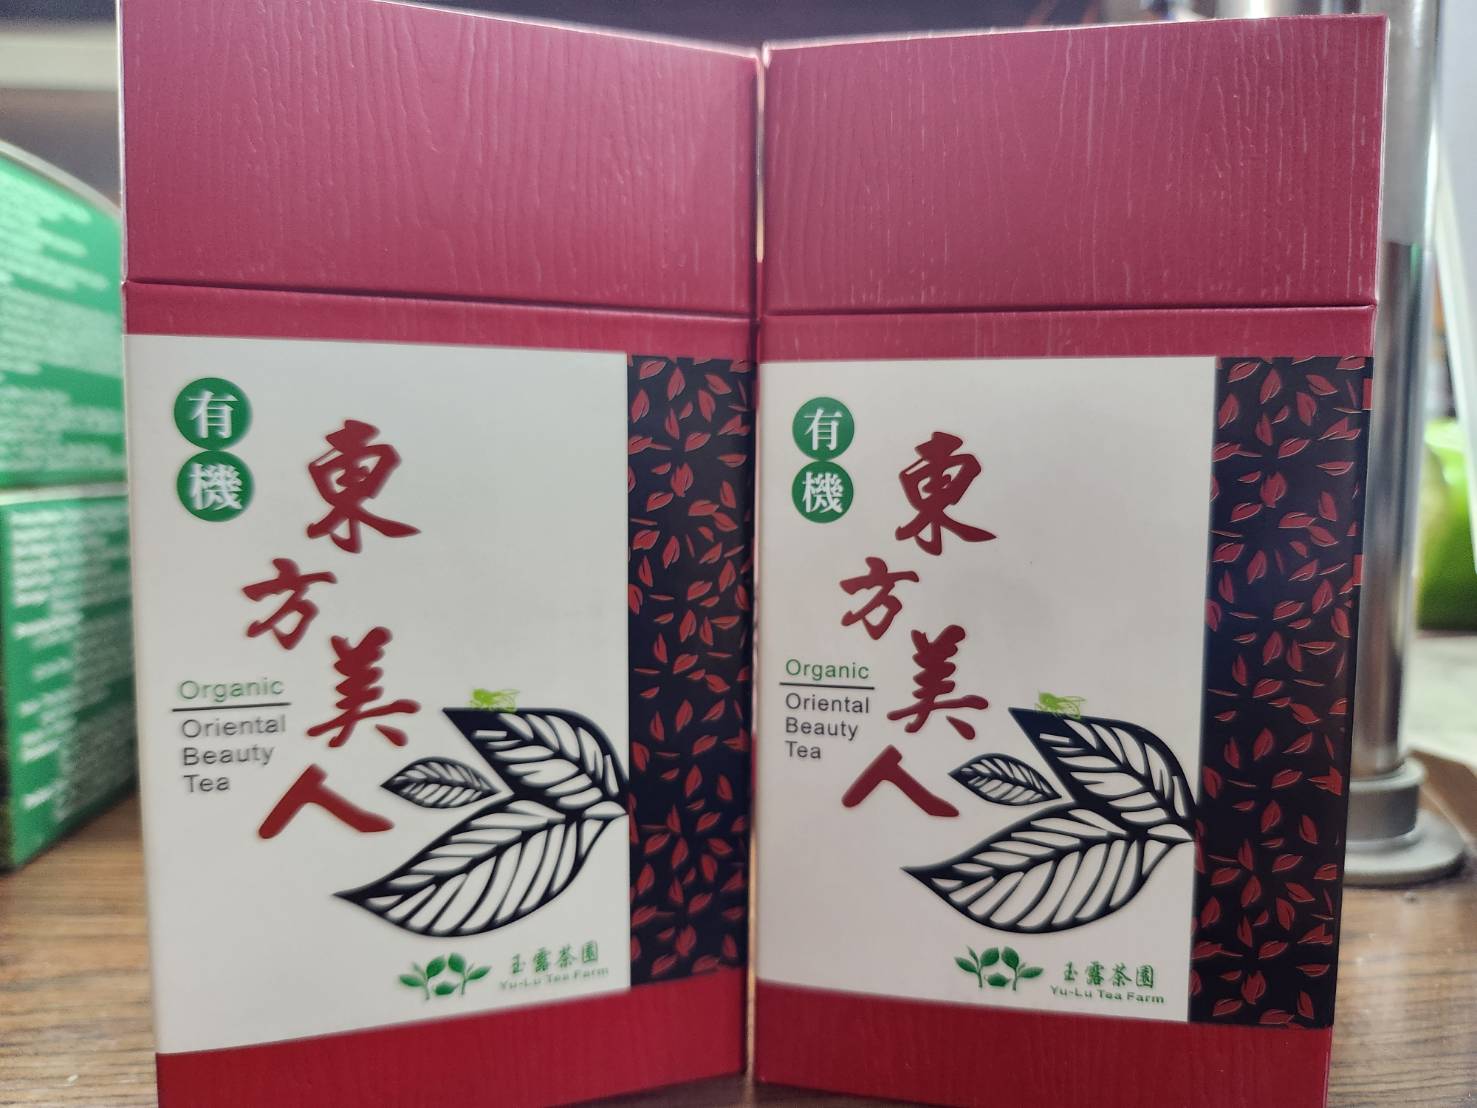 有機
東方美人
Organic
Oriental
Beauty
Tea
玉露茶園
Yu-Lu Tea Farm
有機
東方美人
Organic
Oriental
Beauty
Tea
玉露茶園
Yu-Lu Tea Farm